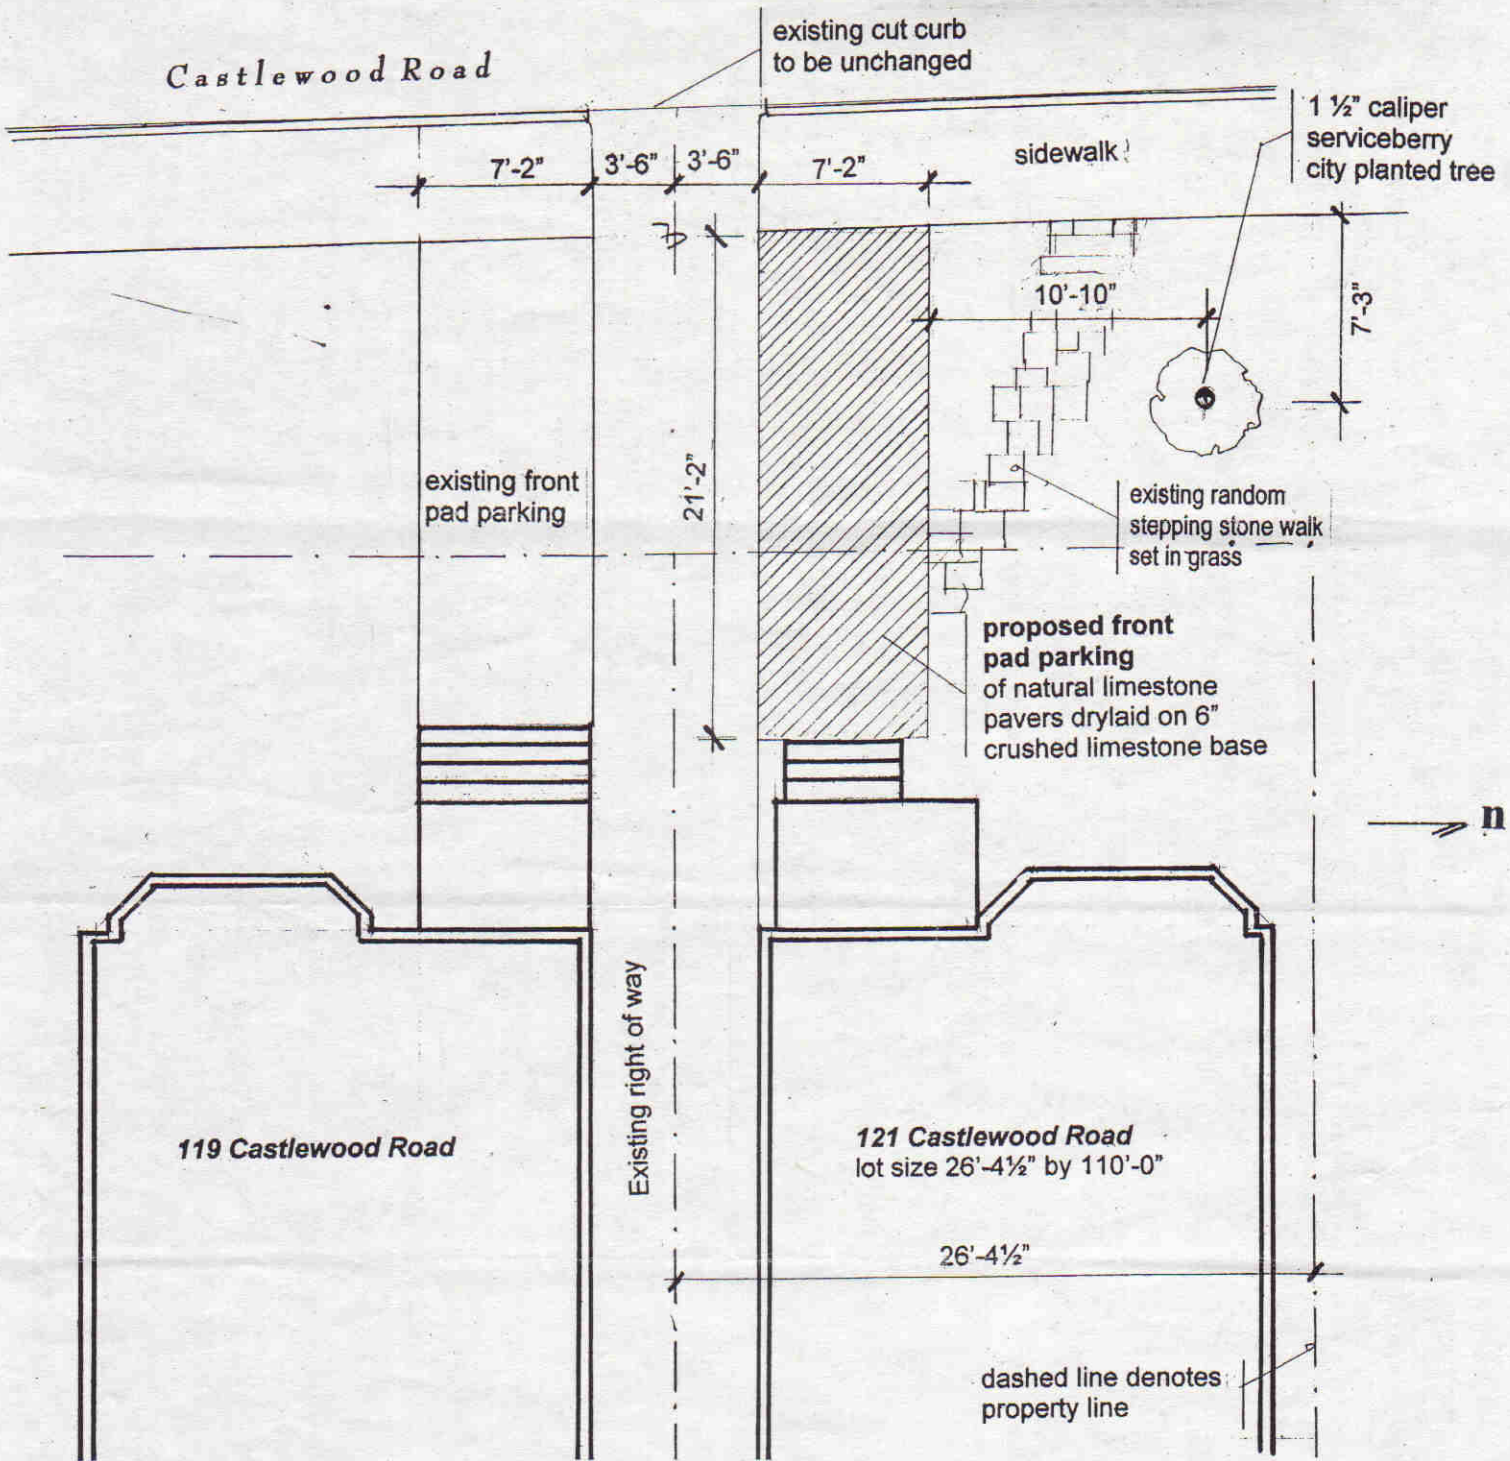 Castlewood Road
existing cut curb
to be unchanged
1 ½" caliper
serviceberry
city planted tree
7'-2"
3'-6"
3'-6"
7'-2"
sidewalk
10'-10"
7'-3"
21'-2"
existing front
pad parking
existing random
stepping stone walk
set in grass
proposed front
pad parking
of natural limestone
pavers drylaid on 6"
crushed limestone base
n
Existing right of way
119 Castlewood Road
121 Castlewood Road
lot size 26'-4½" by 110'-0"
26'-4½"
dashed line denotes
property line